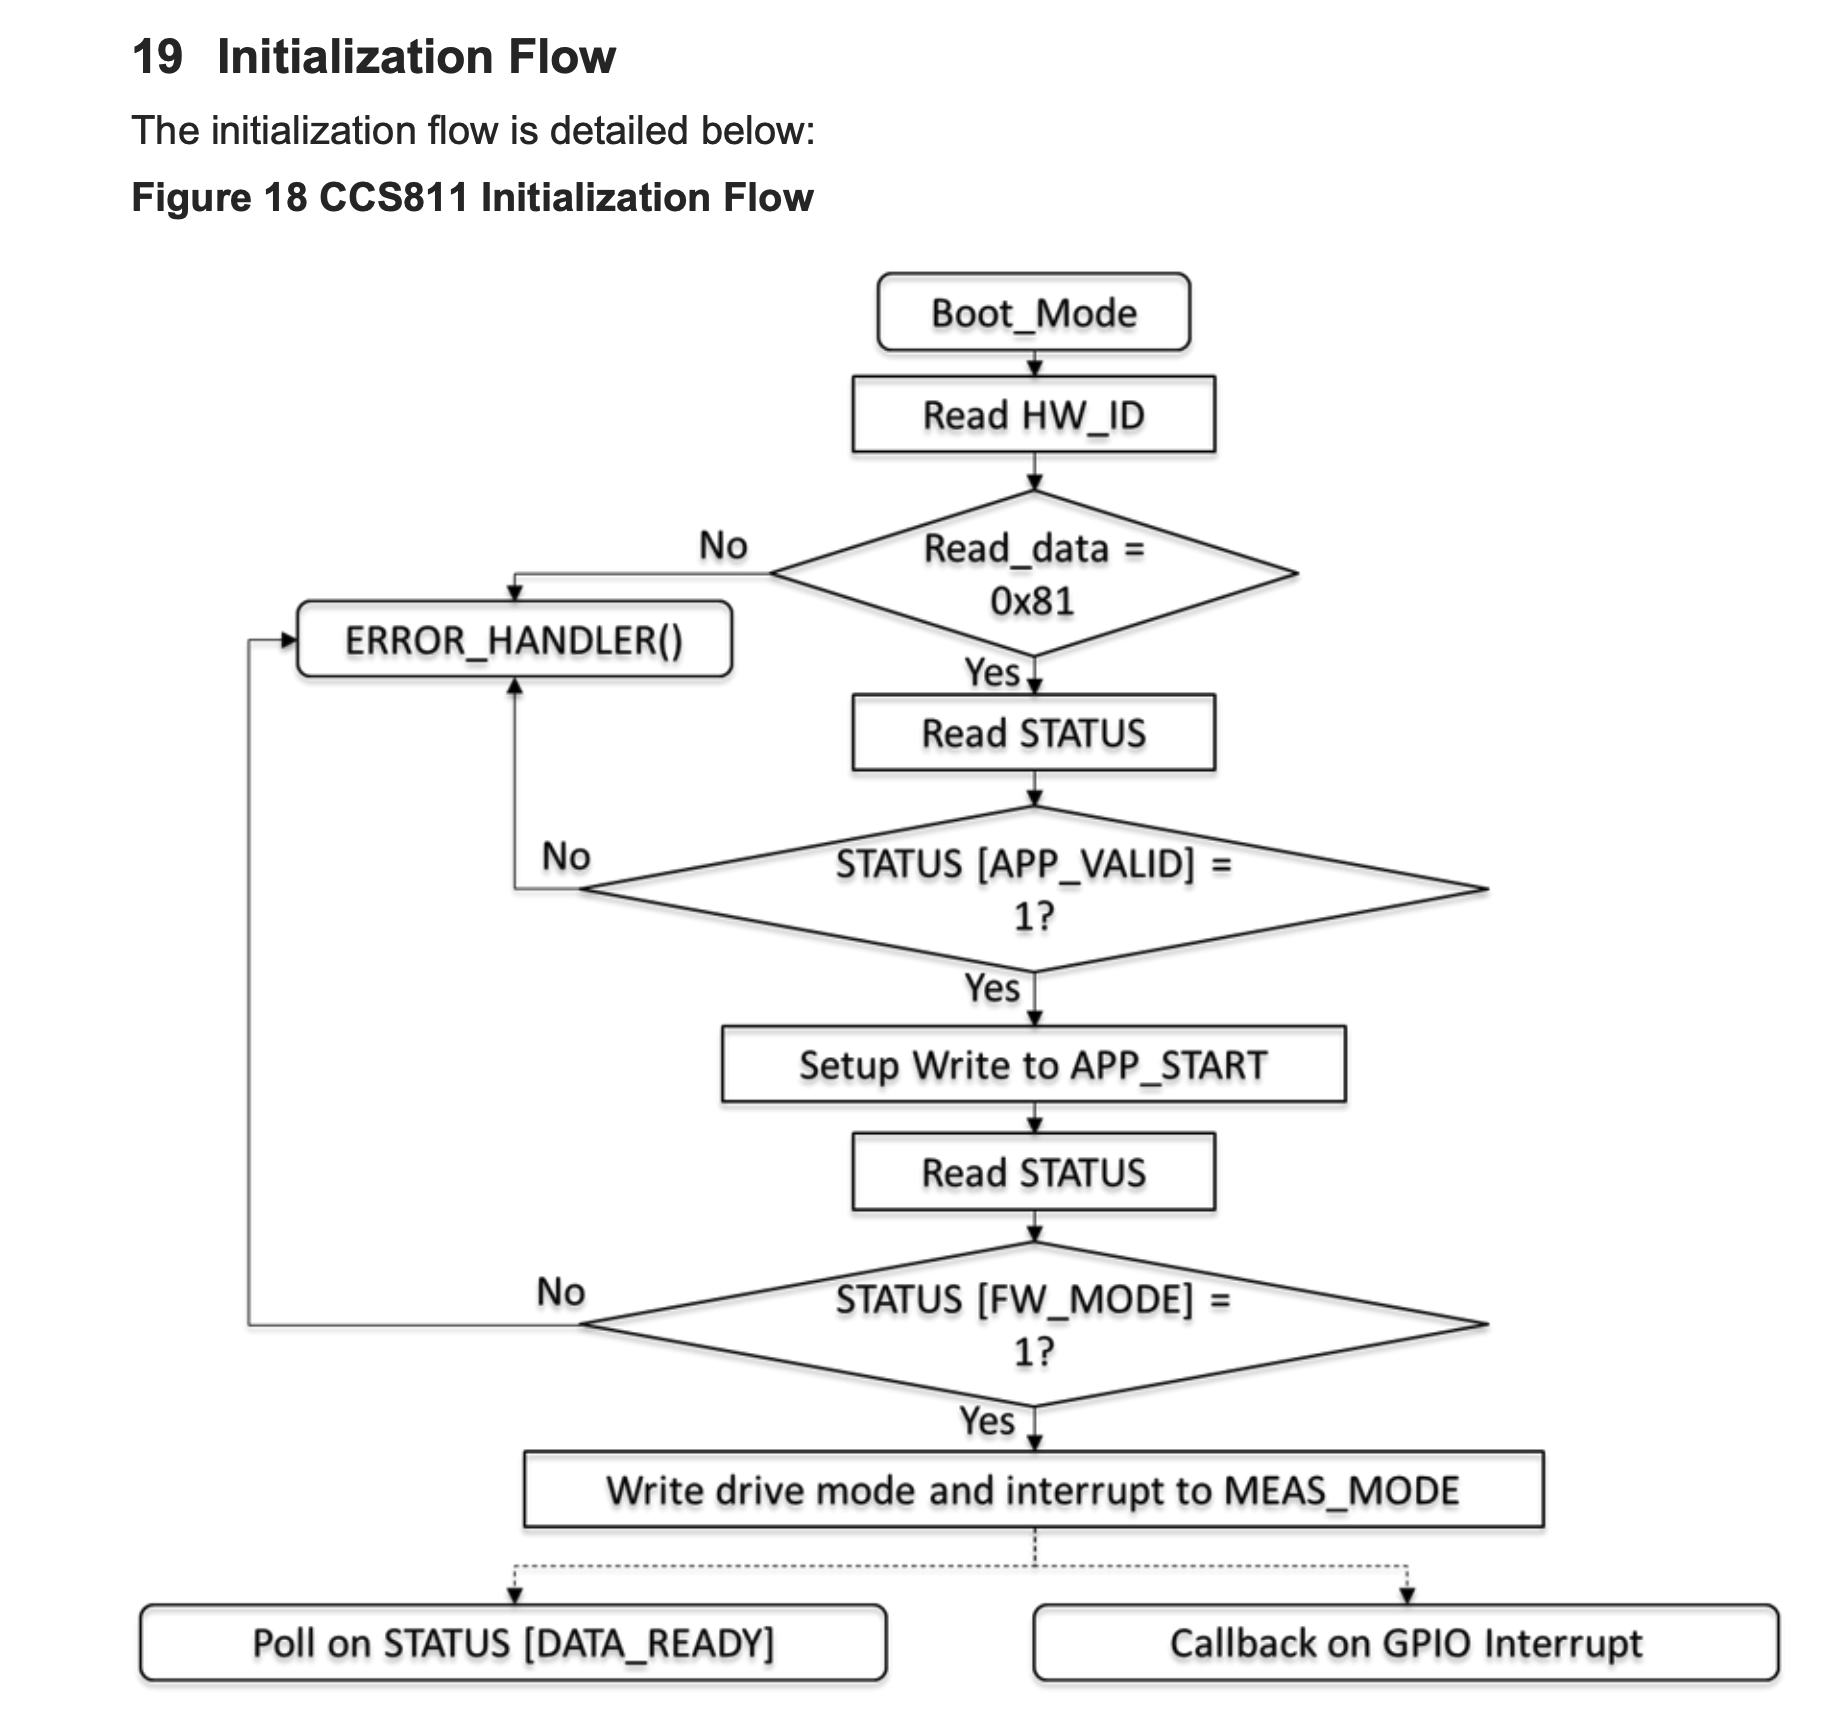 19 Initialization Flow
The initialization flow is detailed below:
Figure 18 CCS811 Initialization Flow
Boot_Mode
Read HW_ID
Read_data =
0x81
No
ERROR_HANDLER()
Yes
Read STATUS
STATUS [APP_VALID] =
1?
No
Yes
Setup Write to APP_START
Read STATUS
STATUS [FW_MODE] =
1?
No
Yes
Write drive mode and interrupt to MEAS_MODE
Poll on STATUS [DATA_READY]
Callback on GPIO Interrupt